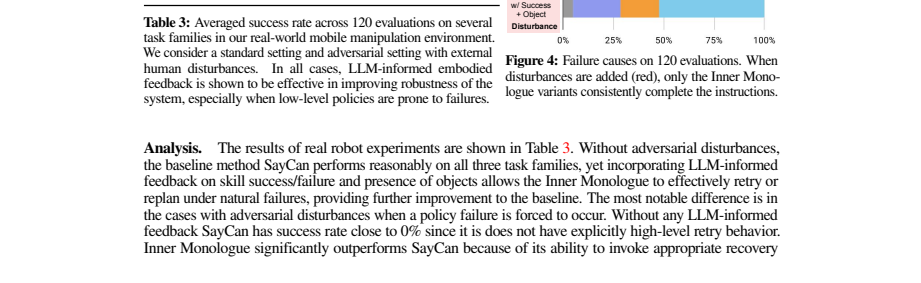 w/ Success
+ Object
Disturbance
0% 25% 50% 75% 100%
Table 3: Averaged success rate across 120 evaluations on several
task families in our real-world mobile manipulation environment.
We consider a standard setting and adversarial setting with external
human disturbances. In all cases, LLM-informed embodied
feedback is shown to be effective in improving robustness of the
system, especially when low-level policies are prone to failures.
Figure 4: Failure causes on 120 evaluations. When
disturbances are added (red), only the Inner Mono-
logue variants consistently complete the instructions.
Analysis. The results of real robot experiments are shown in Table 3. Without adversarial disturbances,
the baseline method SayCan performs reasonably on all three task families, yet incorporating LLM-informed
feedback on skill success/failure and presence of objects allows the Inner Monologue to effectively retry or
replan under natural failures, providing further improvement to the baseline. The most notable difference is in
the cases with adversarial disturbances when a policy failure is forced to occur. Without any LLM-informed
feedback SayCan has success rate close to 0% since it is does not have explicitly high-level retry behavior.
Inner Monologue significantly outperforms SayCan because of its ability to invoke appropriate recovery